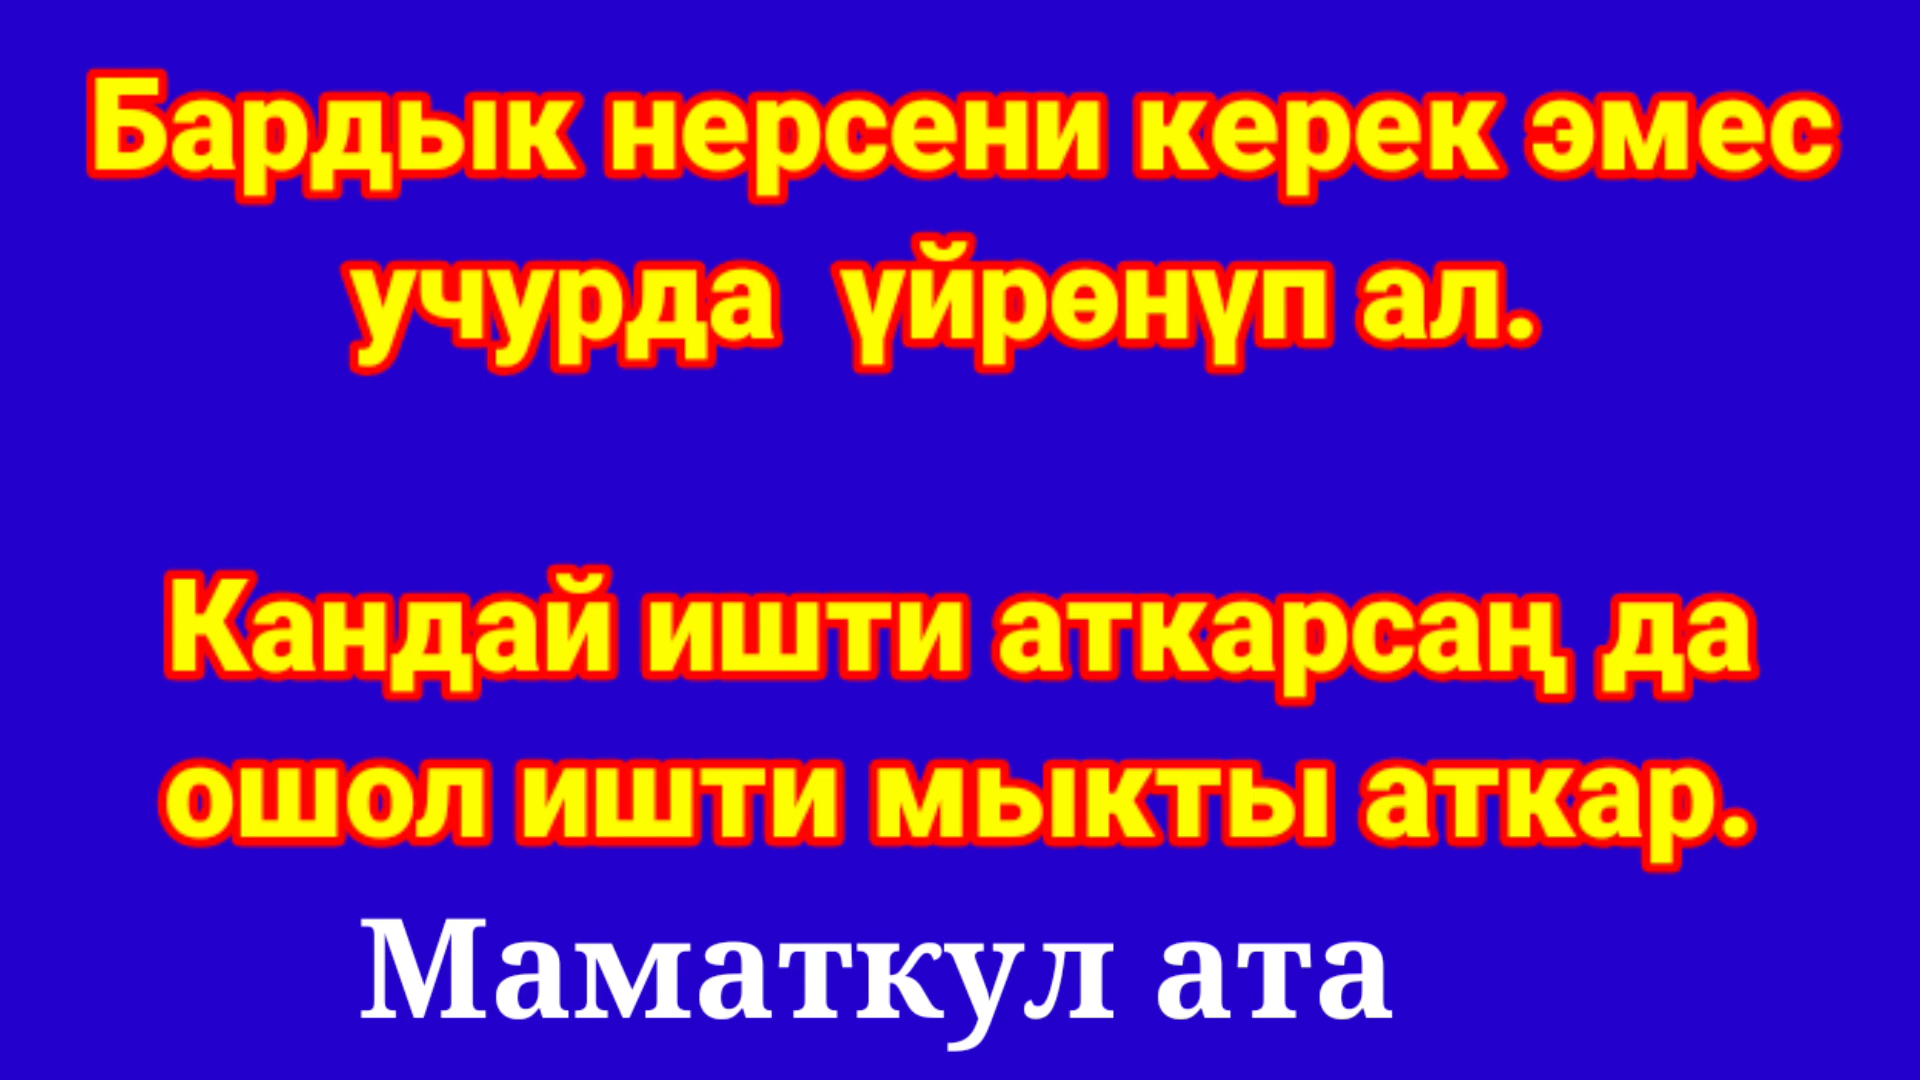 Бардык нерсени керек эмес
учурда үйрөнүп ал.
Кандай ишти аткарсаң да
ошол ишти мыкты аткар.
Маматкул ата